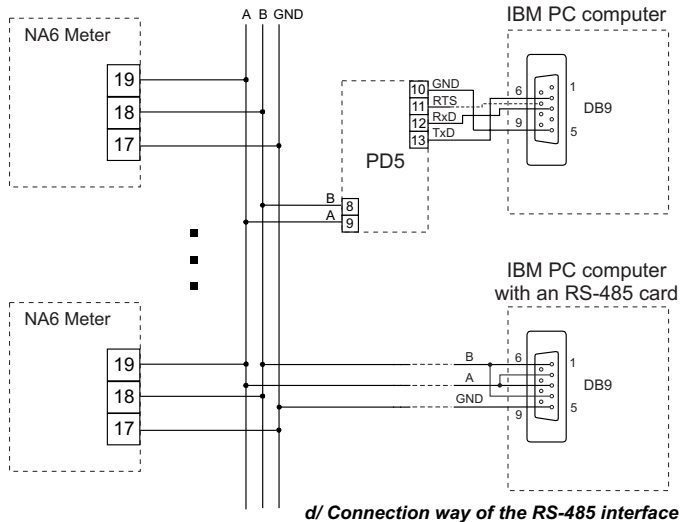 A B GND
IBM PC computer
NA6 Meter
19
18
17
10 GND
11 RTS
12 RxD
13 TxD
PD5
B 8
A 9
6
9
1
5
DB9
IBM PC computer
with an RS-485 card
NA6 Meter
19
18
17
B
A
GND
6
9
1
5
DB9
d/ Connection way of the RS-485 interface